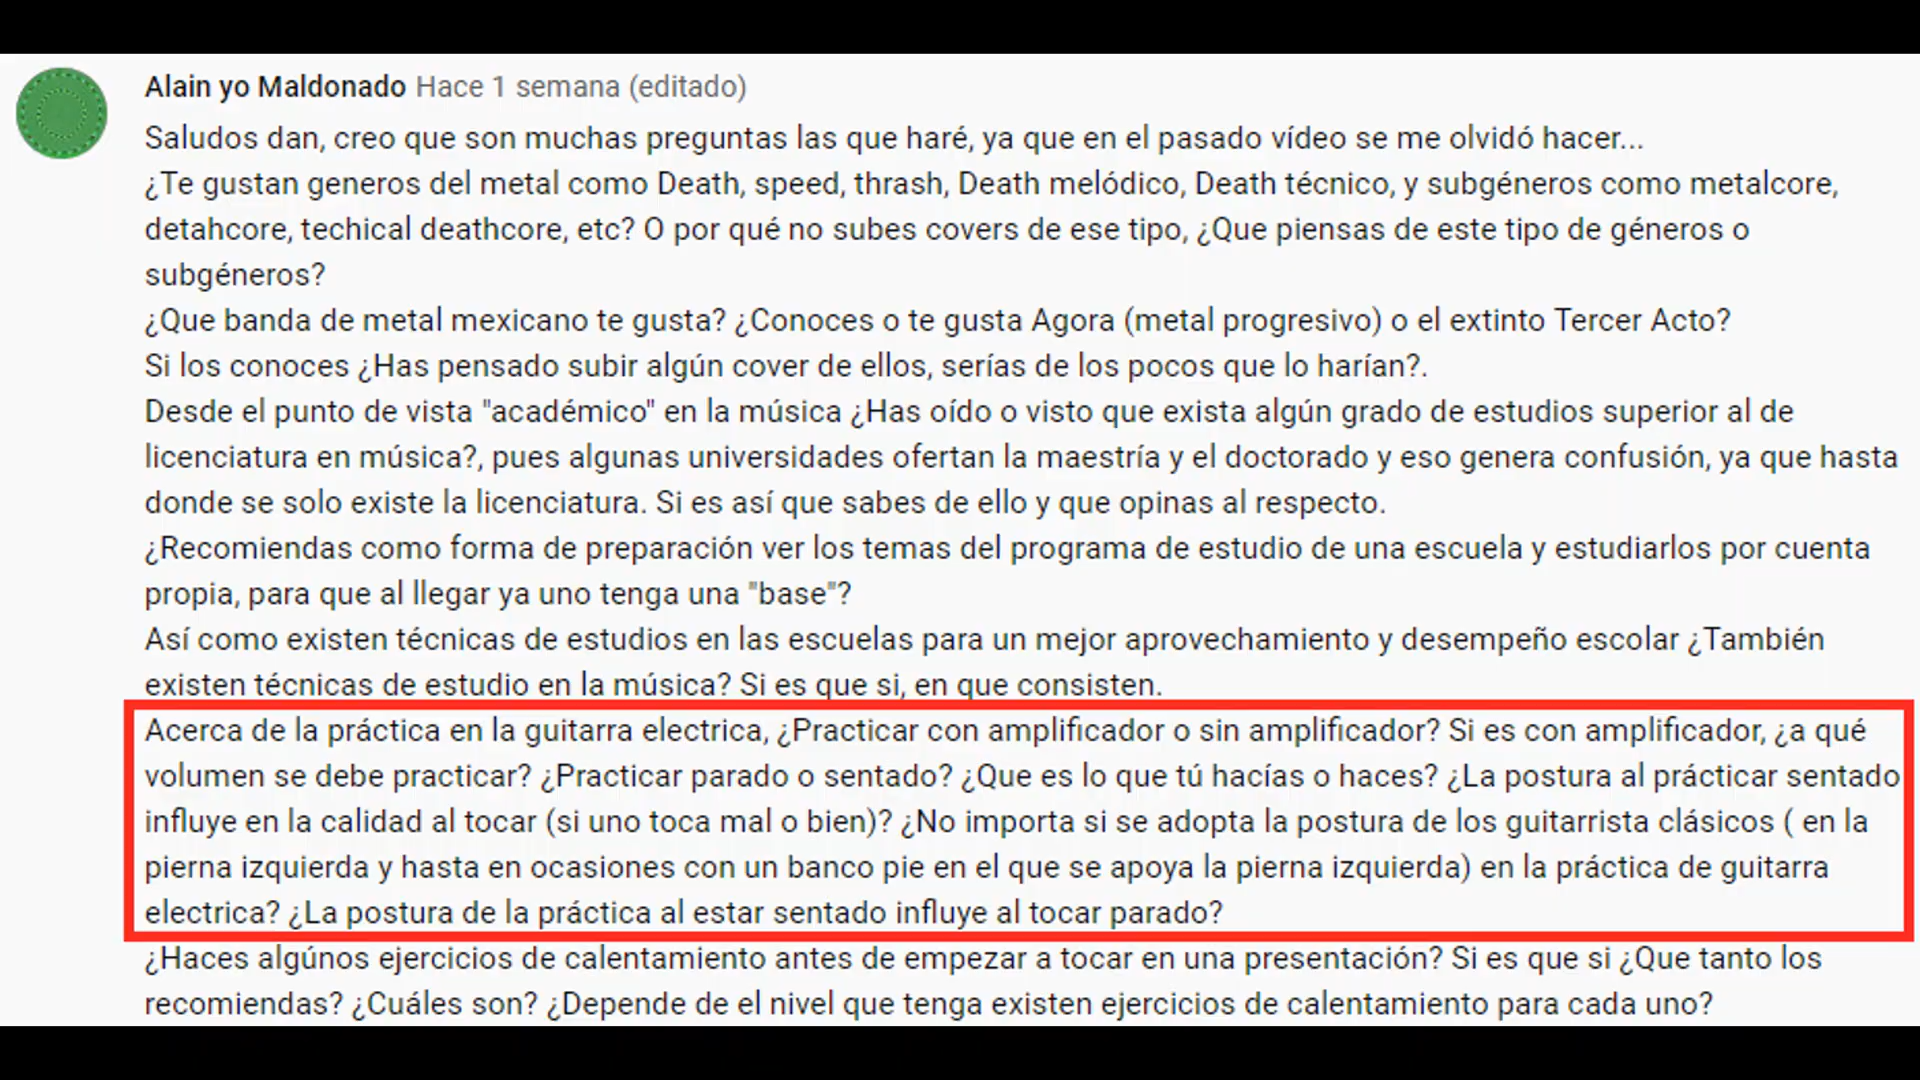 Alain yo Maldonado Hace 1 semana (editado)
Saludos dan, creo que son muchas preguntas las que haré, ya que en el pasado vídeo se me olvidó hacer...
¿Te gustan generos del metal como Death, speed, thrash, Death melódico, Death técnico, y subgéneros como metalcore,
detahcore, techical deathcore, etc? O por qué no subes covers de ese tipo, ¿Que piensas de este tipo de géneros o
subgéneros?
¿Que banda de metal mexicano te gusta? ¿Conoces o te gusta Agora (metal progresivo) o el extinto Tercer Acto?
Si los conoces ¿Has pensado subir algún cover de ellos, serías de los pocos que lo harían?.
Desde el punto de vista "académico" en la música ¿Has oído o visto que exista algún grado de estudios superior al de
licenciatura en música?, pues algunas universidades ofertan la maestría y el doctorado y eso genera confusión, ya que hasta
donde se solo existe la licenciatura. Si es así que sabes de ello y que opinas al respecto.
¿Recomiendas como forma de preparación ver los temas del programa de estudio de una escuela y estudiarlos por cuenta
propia, para que al llegar ya uno tenga una "base"?
Así como existen técnicas de estudios en las escuelas para un mejor aprovechamiento y desempeño escolar ¿También
existen técnicas de estudio en la música? Si es que si, en que consisten.
Acerca de la práctica en la guitarra electrica, ¿Practicar con amplificador o sin amplificador? Si es con amplificador, ¿a qué
volumen se debe practicar? ¿Practicar parado o sentado? ¿Que es lo que tú hacías o haces? ¿La postura al prácticar sentado
influye en la calidad al tocar (si uno toca mal o bien)? ¿No importa si se adopta la postura de los guitarrista clásicos ( en la
pierna izquierda y hasta en ocasiones con un banco pie en el que se apoya la pierna izquierda) en la práctica de guitarra
electrica? ¿La postura de la práctica al estar sentado influye al tocar parado?
¿Haces algúnos ejercicios de calentamiento antes de empezar a tocar en una presentación? Si es que si ¿Que tanto los
recomiendas? ¿Cuáles son? ¿Depende de el nivel que tenga existen ejercicios de calentamiento para cada uno?